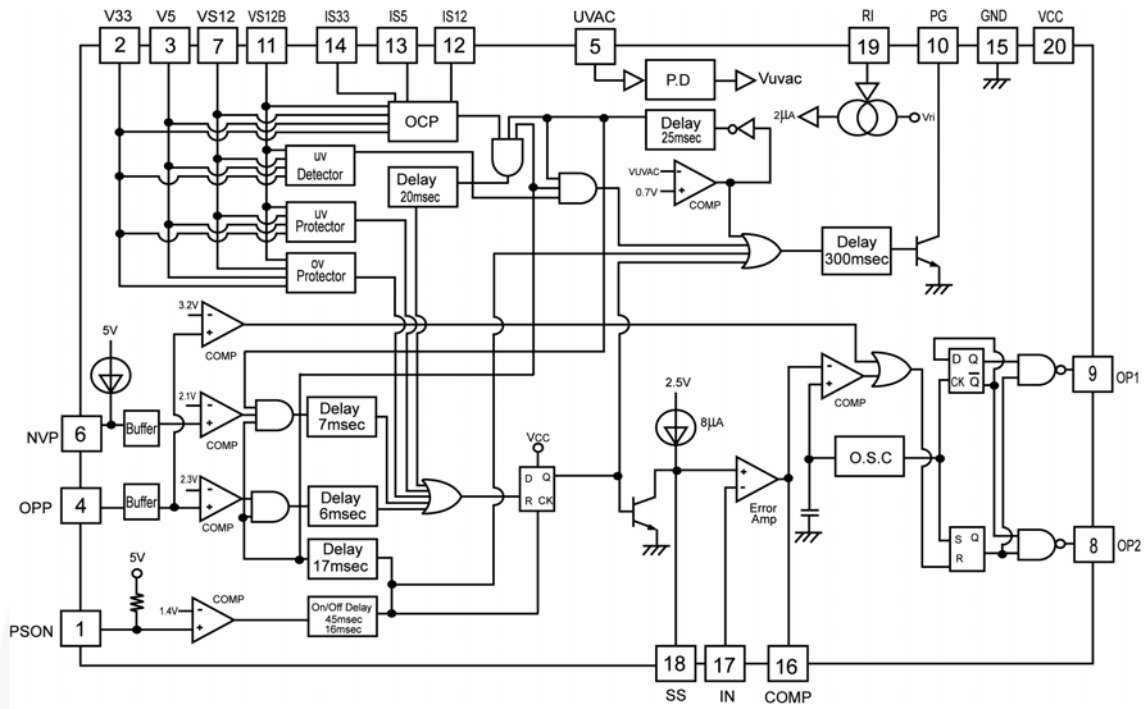 V33 V5 VS12 VS12B IS33 IS5 IS12 UVAC RI PG GND VCC
2 3 7 11 14 13 12 5 19 10 15 20
P.D Vuvac
2μA Vri
OCP
Delay
25msec
uv
Detector
Delay
20msec
VUVAC - 
0.7V +
COMP
uv
Protector
Delay
300msec
ov
Protector
3.2V - 
+
COMP
5V
6
NVP
Buffer
2.1V - 
+
COMP
Delay
7msec
4
OPP
Buffer
2.3V - 
+
COMP
Delay
6msec
Delay
17msec
5V
1
PSON
1.4V - 
+
COMP
On/Off Delay
45msec
16msec
VCC
D Q
R CK
2.5V
8μA
+
-
Error
Amp
-
+
COMP
O.S.C
D Q
CK Q
S Q
R
9
OP1
8
OP2
18 17 16
SS IN COMP